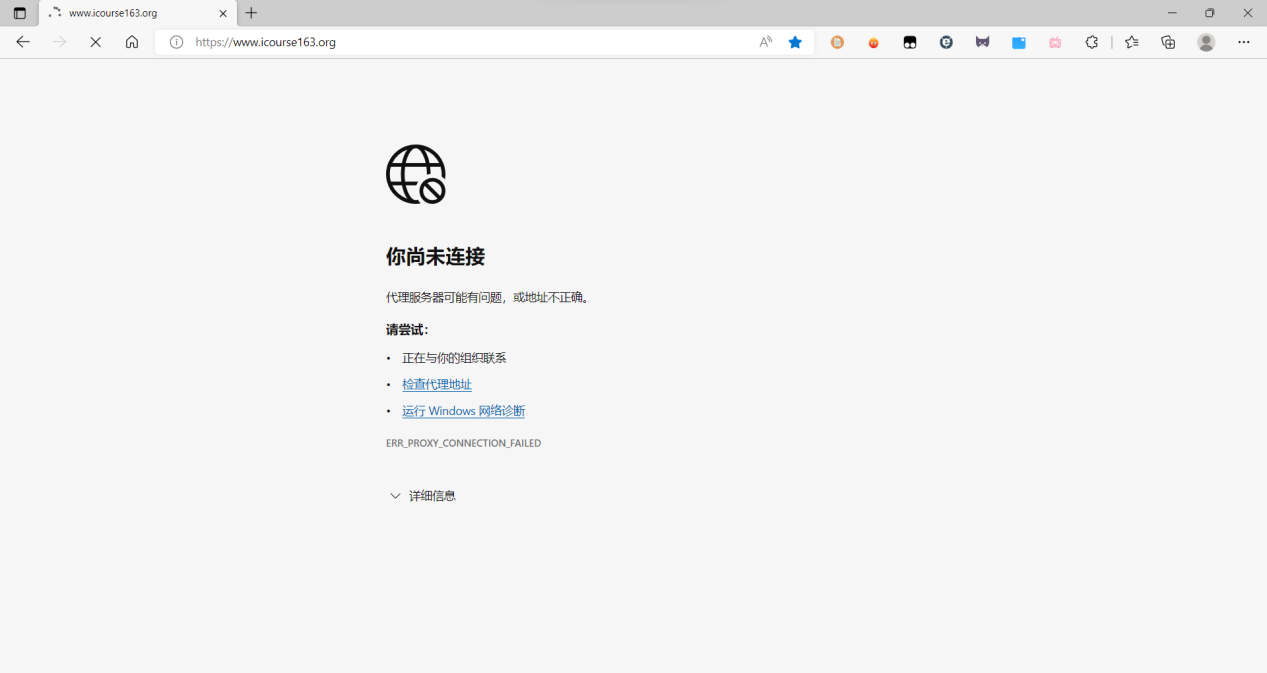 www.icourse163.org
https://www.icourse163.org
你尚未连接
代理服务器可能有问题，或地址不正确。
请尝试：
• 正在与你的组织联系
• 检查代理地址
• 运行 Windows 网络诊断
ERR_PROXY_CONNECTION_FAILED
详细信息